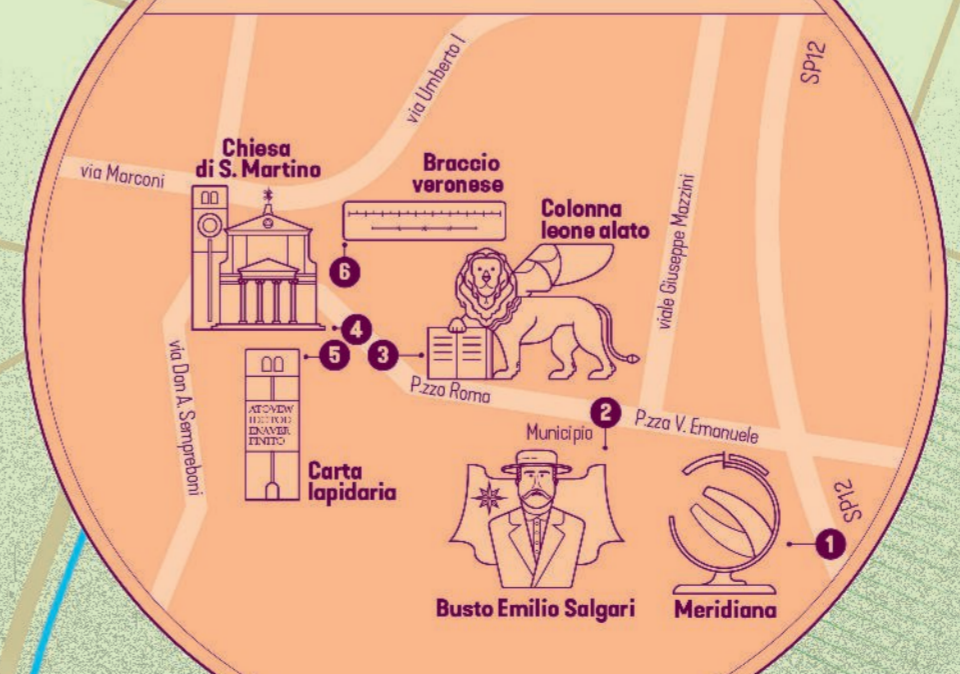 SP12
via Umberto I
Chiesa
di S. Martino
via Marconi
Braccio
veronese
Colonna
leone alato
viale Giuseppe Mazzini
6
4
5
3
via Don A. Sempreboni
P.zza Roma
2
P.zza V. Emanuele
Municipio
Carta
lapidaria
SP12
1
Busto Emilio Salgari
Meridiana